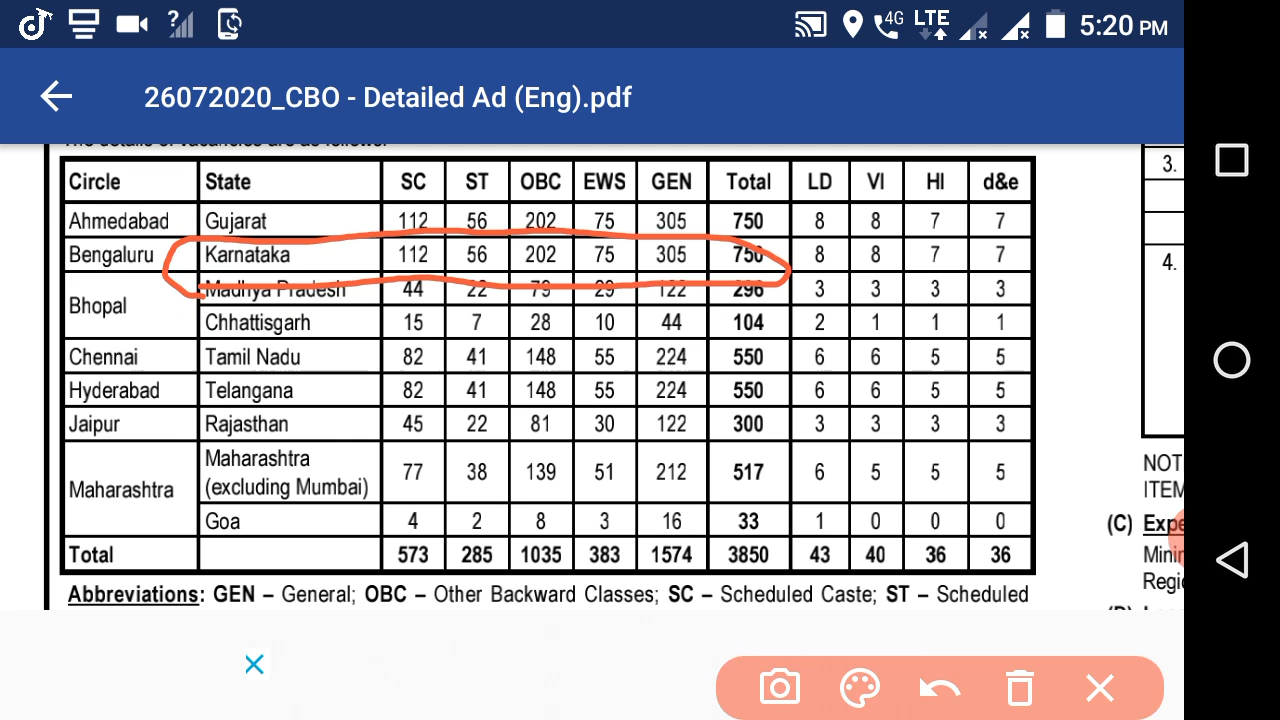 4G LTE 5:20 PM
26072020_CBO - Detailed Ad (Eng).pdf
Circle State SC ST OBC EWS GEN Total LD VI HI d&e
Ahmedabad Gujarat 112 56 202 75 305 750 8 8 7 7
Bengaluru Karnataka 112 56 202 75 305 750 8 8 7 7
Bhopal Madhya Pradesh 44 22 79 29 122 296 3 3 3 3
Chhattisgarh 15 7 28 10 44 104 2 1 1 1
Chennai Tamil Nadu 82 41 148 55 224 550 6 6 5 5
Hyderabad Telangana 82 41 148 55 224 550 6 6 5 5
Jaipur Rajasthan 45 22 81 30 122 300 3 3 3 3
Maharashtra Maharashtra
(excluding Mumbai) 77 38 139 51 212 517 6 5 5 5
Goa 4 2 8 3 16 33 1 0 0 0
Total 573 285 1035 383 1574 3850 43 40 36 36
Abbreviations: GEN – General; OBC – Other Backward Classes; SC – Scheduled Caste; ST – Scheduled
3.
4.
NOT
ITEM
(C) Expe
Minin
Regio